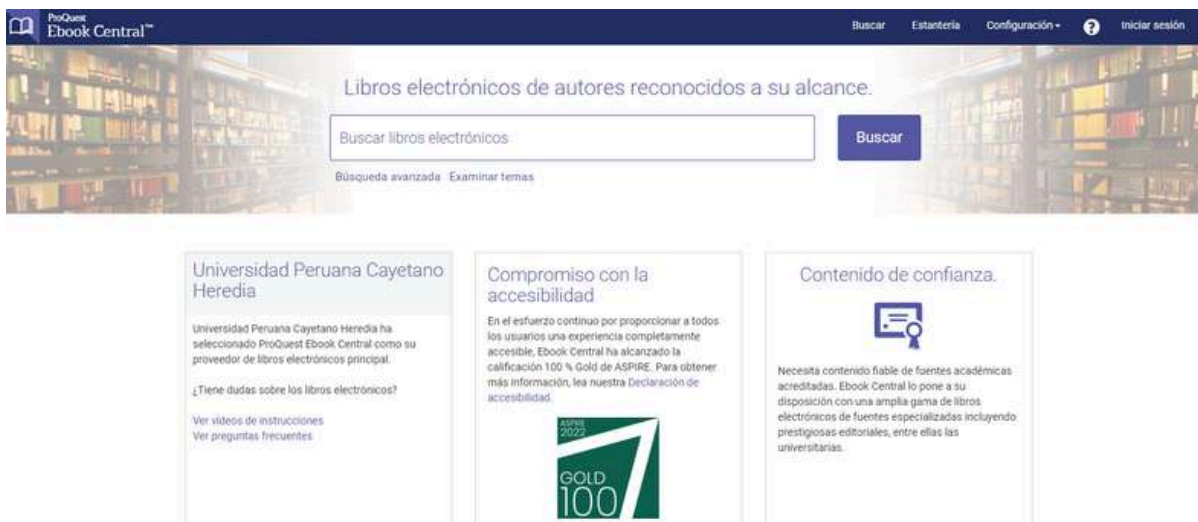 ProQuest
Ebook Central™
Buscar Estantería Configuración Iniciar sesión
Libros electrónicos de autores reconocidos a su alcance.
Buscar libros electrónicos
Buscar
Búsqueda avanzada Examinar temas
Universidad Peruana Cayetano
Heredia
Universidad Peruana Cayetano Heredia ha
seleccionado ProQuest Ebook Central como su
proveedor de libros electrónicos principal.
¿Tiene dudas sobre los libros electrónicos?
Ver videos de instrucciones
Ver preguntas frecuentes
Compromiso con la
accesibilidad
En el esfuerzo continuo por proporcionar a todos
los usuarios una experiencia completamente
accesible, Ebook Central ha alcanzado la
calificación 100 % Gold de ASPIRE. Para obtener
más información, lea nuestra Declaración de
accesibilidad.
ASPIRE
2022
GOLD
100
Contenido de confianza.
Necesita contenido fiable de fuentes académicas
acreditadas. Ebook Central lo pone a su
disposición con una amplia gama de libros
electrónicos de fuentes especializadas incluyendo
prestigiosas editoriales, entre ellas las
universitarias.